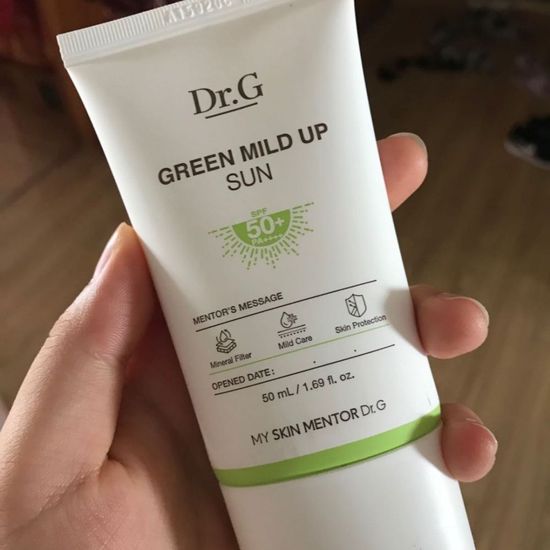 Dr.G
GREEN MILD UP
SUN
SPF
50+
PA++++
MENTOR'S MESSAGE
Mineral Filter
Mild Care
Skin Protection
OPENED DATE : . .
50 mL / 1.69 fl. oz.
MY SKIN MENTOR Dr.G